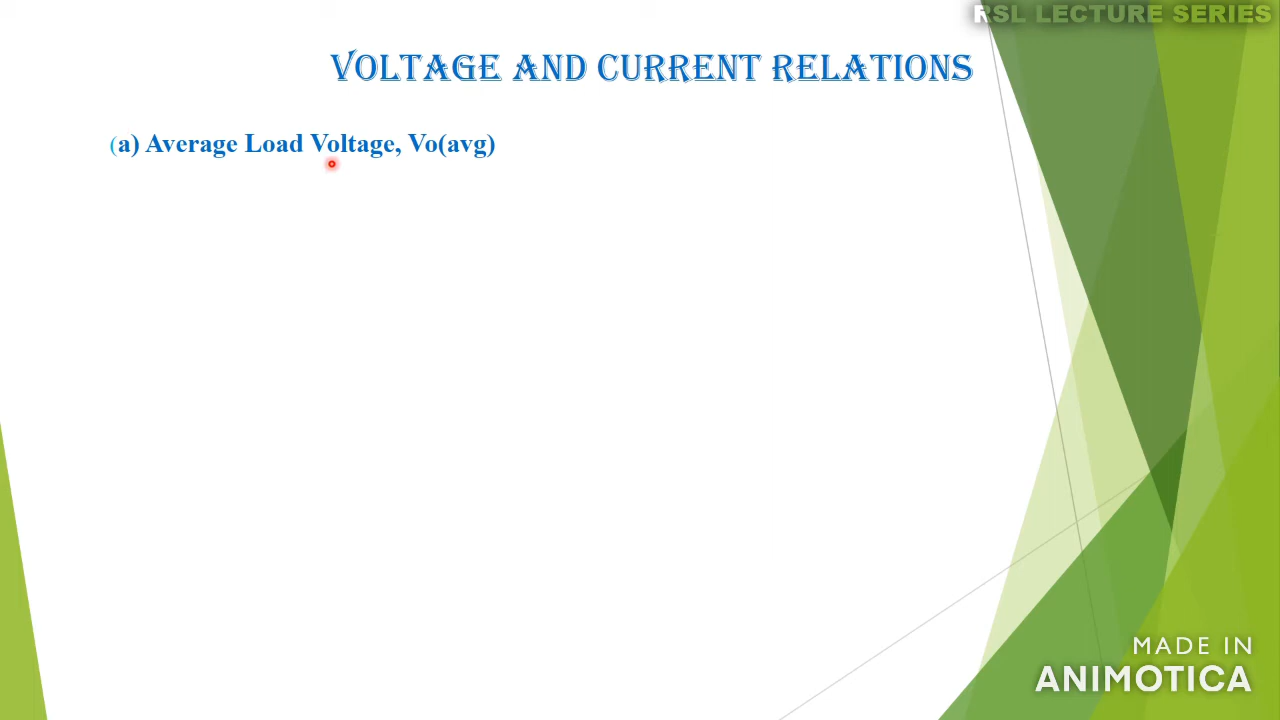 RSL LECTURE SERIES
VOLTAGE AND CURRENT RELATIONS
(a) Average Load Voltage, Vo(avg)
MADE IN
ANIMOTICA